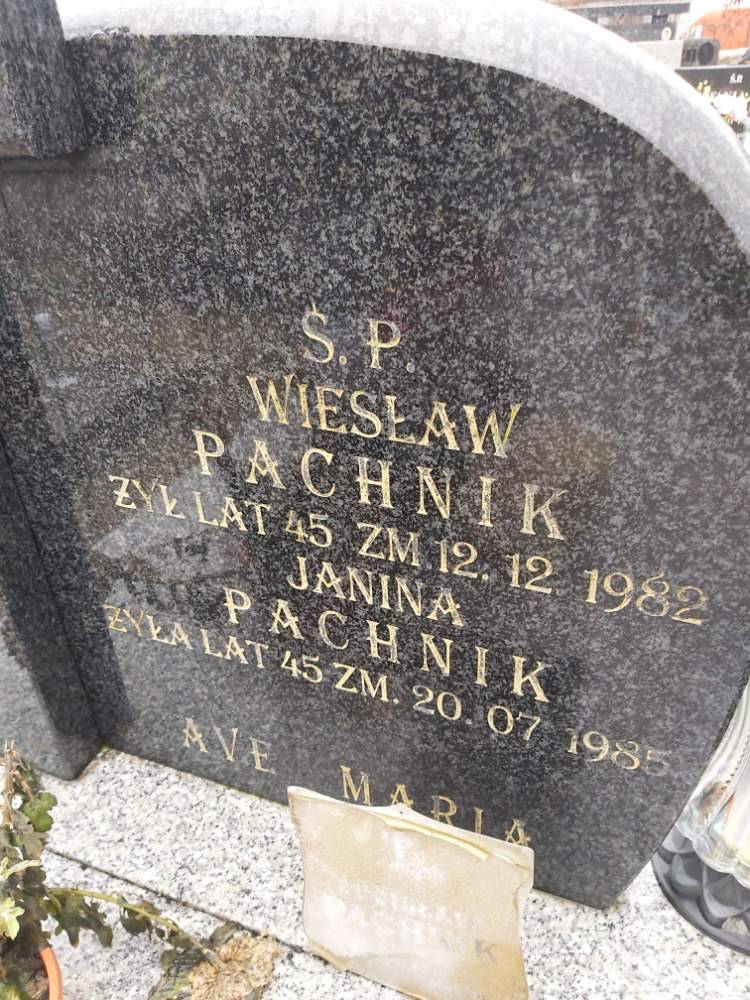 Ś. P.
WIESŁAW
PACHNIK
ŻYŁ LAT 45 ZM 12. 12. 1982
JANINA
PACHNIK
ŻYŁA LAT 45 ZM. 20. 07 1985
AVE MARIA